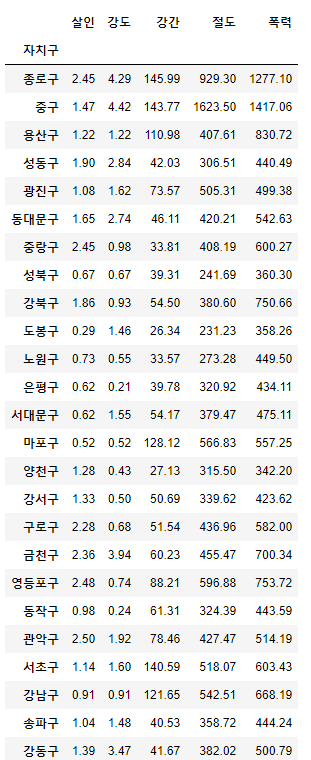 살인 강도 강간 절도 폭력
자치구
종로구 2.45 4.29 145.99 929.30 1277.10
중구 1.47 4.42 143.77 1623.50 1417.06
용산구 1.22 1.22 110.98 407.61 830.72
성동구 1.90 2.84 42.03 306.51 440.49
광진구 1.08 1.62 73.57 505.31 499.38
동대문구 1.65 2.74 46.11 420.21 542.63
중랑구 2.45 0.98 33.81 408.19 600.27
성북구 0.67 0.67 39.31 241.69 360.30
강북구 1.86 0.93 54.50 380.60 750.66
도봉구 0.29 1.46 26.34 231.23 358.26
노원구 0.73 0.55 33.57 273.28 449.50
은평구 0.62 0.21 39.78 320.92 434.11
서대문구 0.62 1.55 54.17 379.47 475.11
마포구 0.52 0.52 128.12 566.83 557.25
양천구 1.28 0.43 27.13 315.50 342.20
강서구 1.33 0.50 50.69 339.62 423.62
구로구 2.28 0.68 51.54 436.96 582.00
금천구 2.36 3.94 60.23 455.47 700.34
영등포구 2.48 0.74 88.21 596.88 753.72
동작구 0.98 0.24 61.31 324.39 443.59
관악구 2.50 1.92 78.46 427.47 514.19
서초구 1.14 1.60 140.59 518.07 603.43
강남구 0.91 0.91 121.65 542.51 668.19
송파구 1.04 1.48 40.53 358.72 444.24
강동구 1.39 3.47 41.67 382.02 500.79